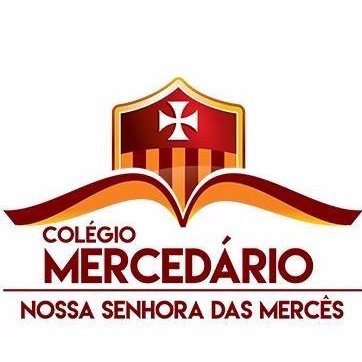 COLÉGIO
MERCEDÁRIO
NOSSA SENHORA DAS MERCÊS